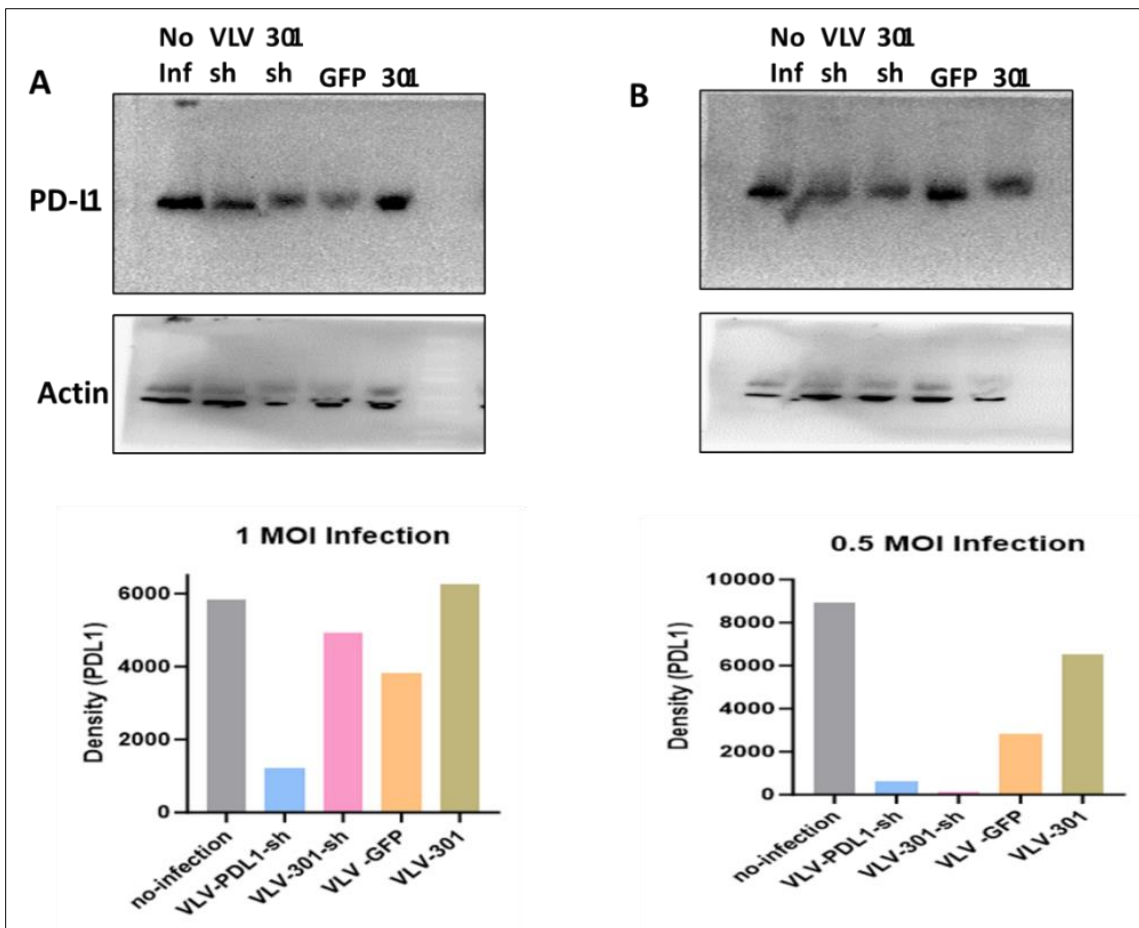 No VLV 301
Inf sh sh GFP 301
A
PD-L1
Actin
No VLV 301
Inf sh sh GFP 301
B
1 MOI Infection
Density (PDL1)
6000
4000
2000
0
no-infection
VLV-PDL1-sh
VLV-301-sh
VLV -GFP
VLV-301
0.5 MOI Infection
Density (PDL1)
10000
8000
6000
4000
2000
0
no-infection
VLV-PDL1-sh
VLV-301-sh
VLV -GFP
VLV-301